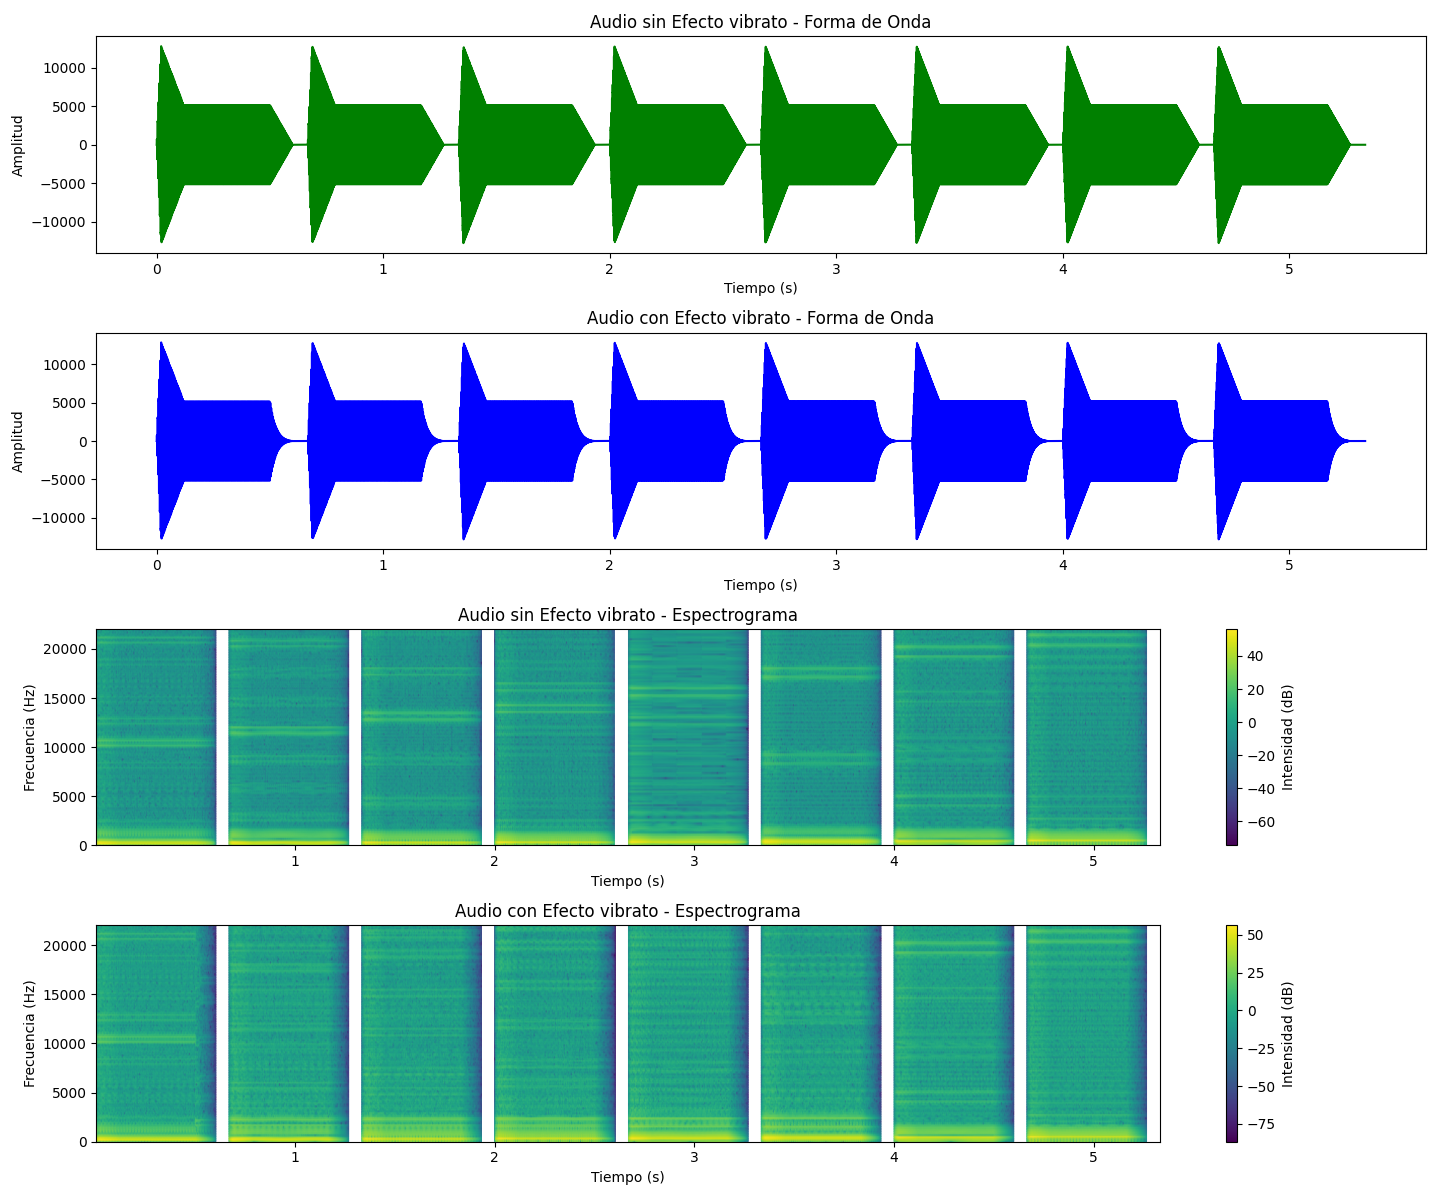 Audio sin Efecto vibrato - Forma de Onda
10000
5000
0
−5000
−10000
Amplitud
0 1 2 3 4 5
Tiempo (s)
Audio con Efecto vibrato - Forma de Onda
10000
5000
0
−5000
−10000
Amplitud
0 1 2 3 4 5
Tiempo (s)
Audio sin Efecto vibrato - Espectrograma
20000
15000
10000
5000
0
Frecuencia (Hz)
1 2 3 4 5
Tiempo (s)
40
20
0
−20
−40
−60
Intensidad (dB)
Audio con Efecto vibrato - Espectrograma
20000
15000
10000
5000
0
Frecuencia (Hz)
1 2 3 4 5
Tiempo (s)
50
25
0
−25
−50
−75
Intensidad (dB)